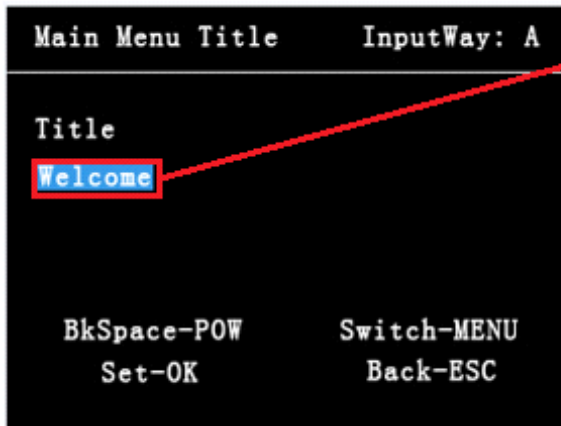 Main Menu Title InputWay: A
Title
Welcome
BkSpace-POW Switch-MENU
Set-OK Back-ESC